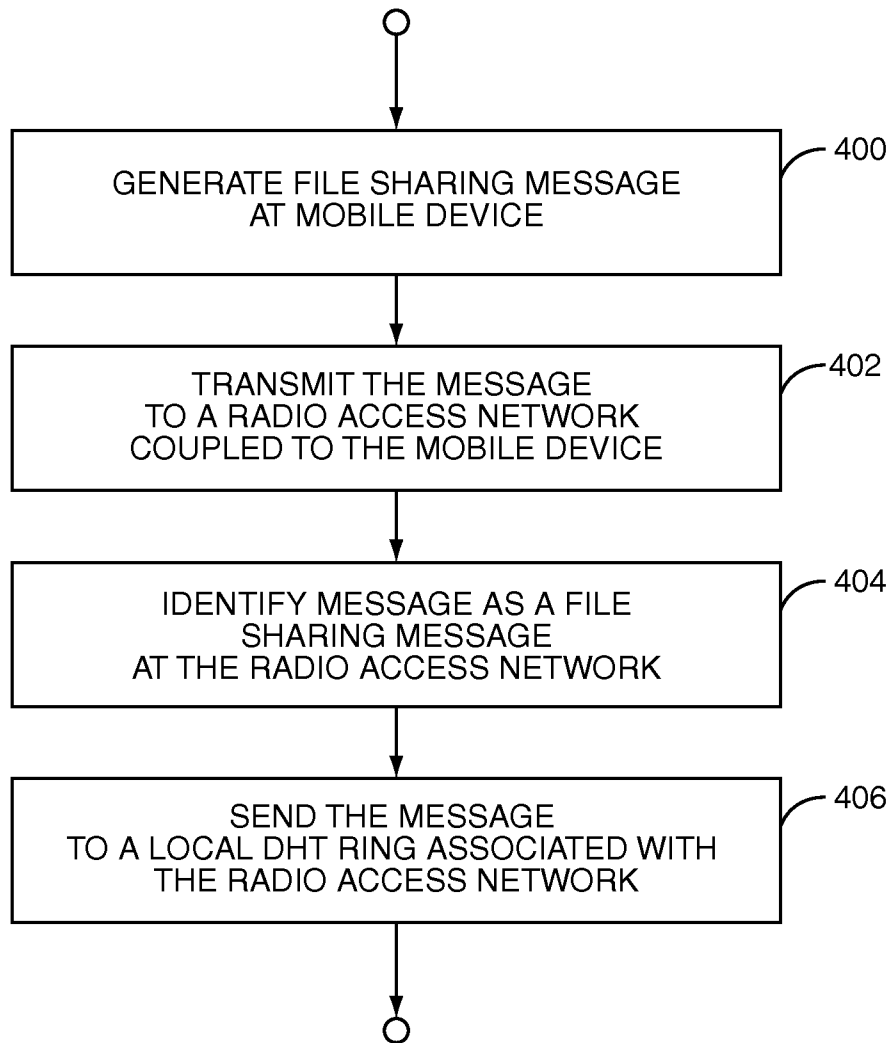 GENERATE FILE SHARING MESSAGE
AT MOBILE DEVICE
400
TRANSMIT THE MESSAGE
TO A RADIO ACCESS NETWORK
COUPLED TO THE MOBILE DEVICE
402
IDENTIFY MESSAGE AS A FILE
SHARING MESSAGE
AT THE RADIO ACCESS NETWORK
404
SEND THE MESSAGE
TO A LOCAL DHT RING ASSOCIATED WITH
THE RADIO ACCESS NETWORK
406